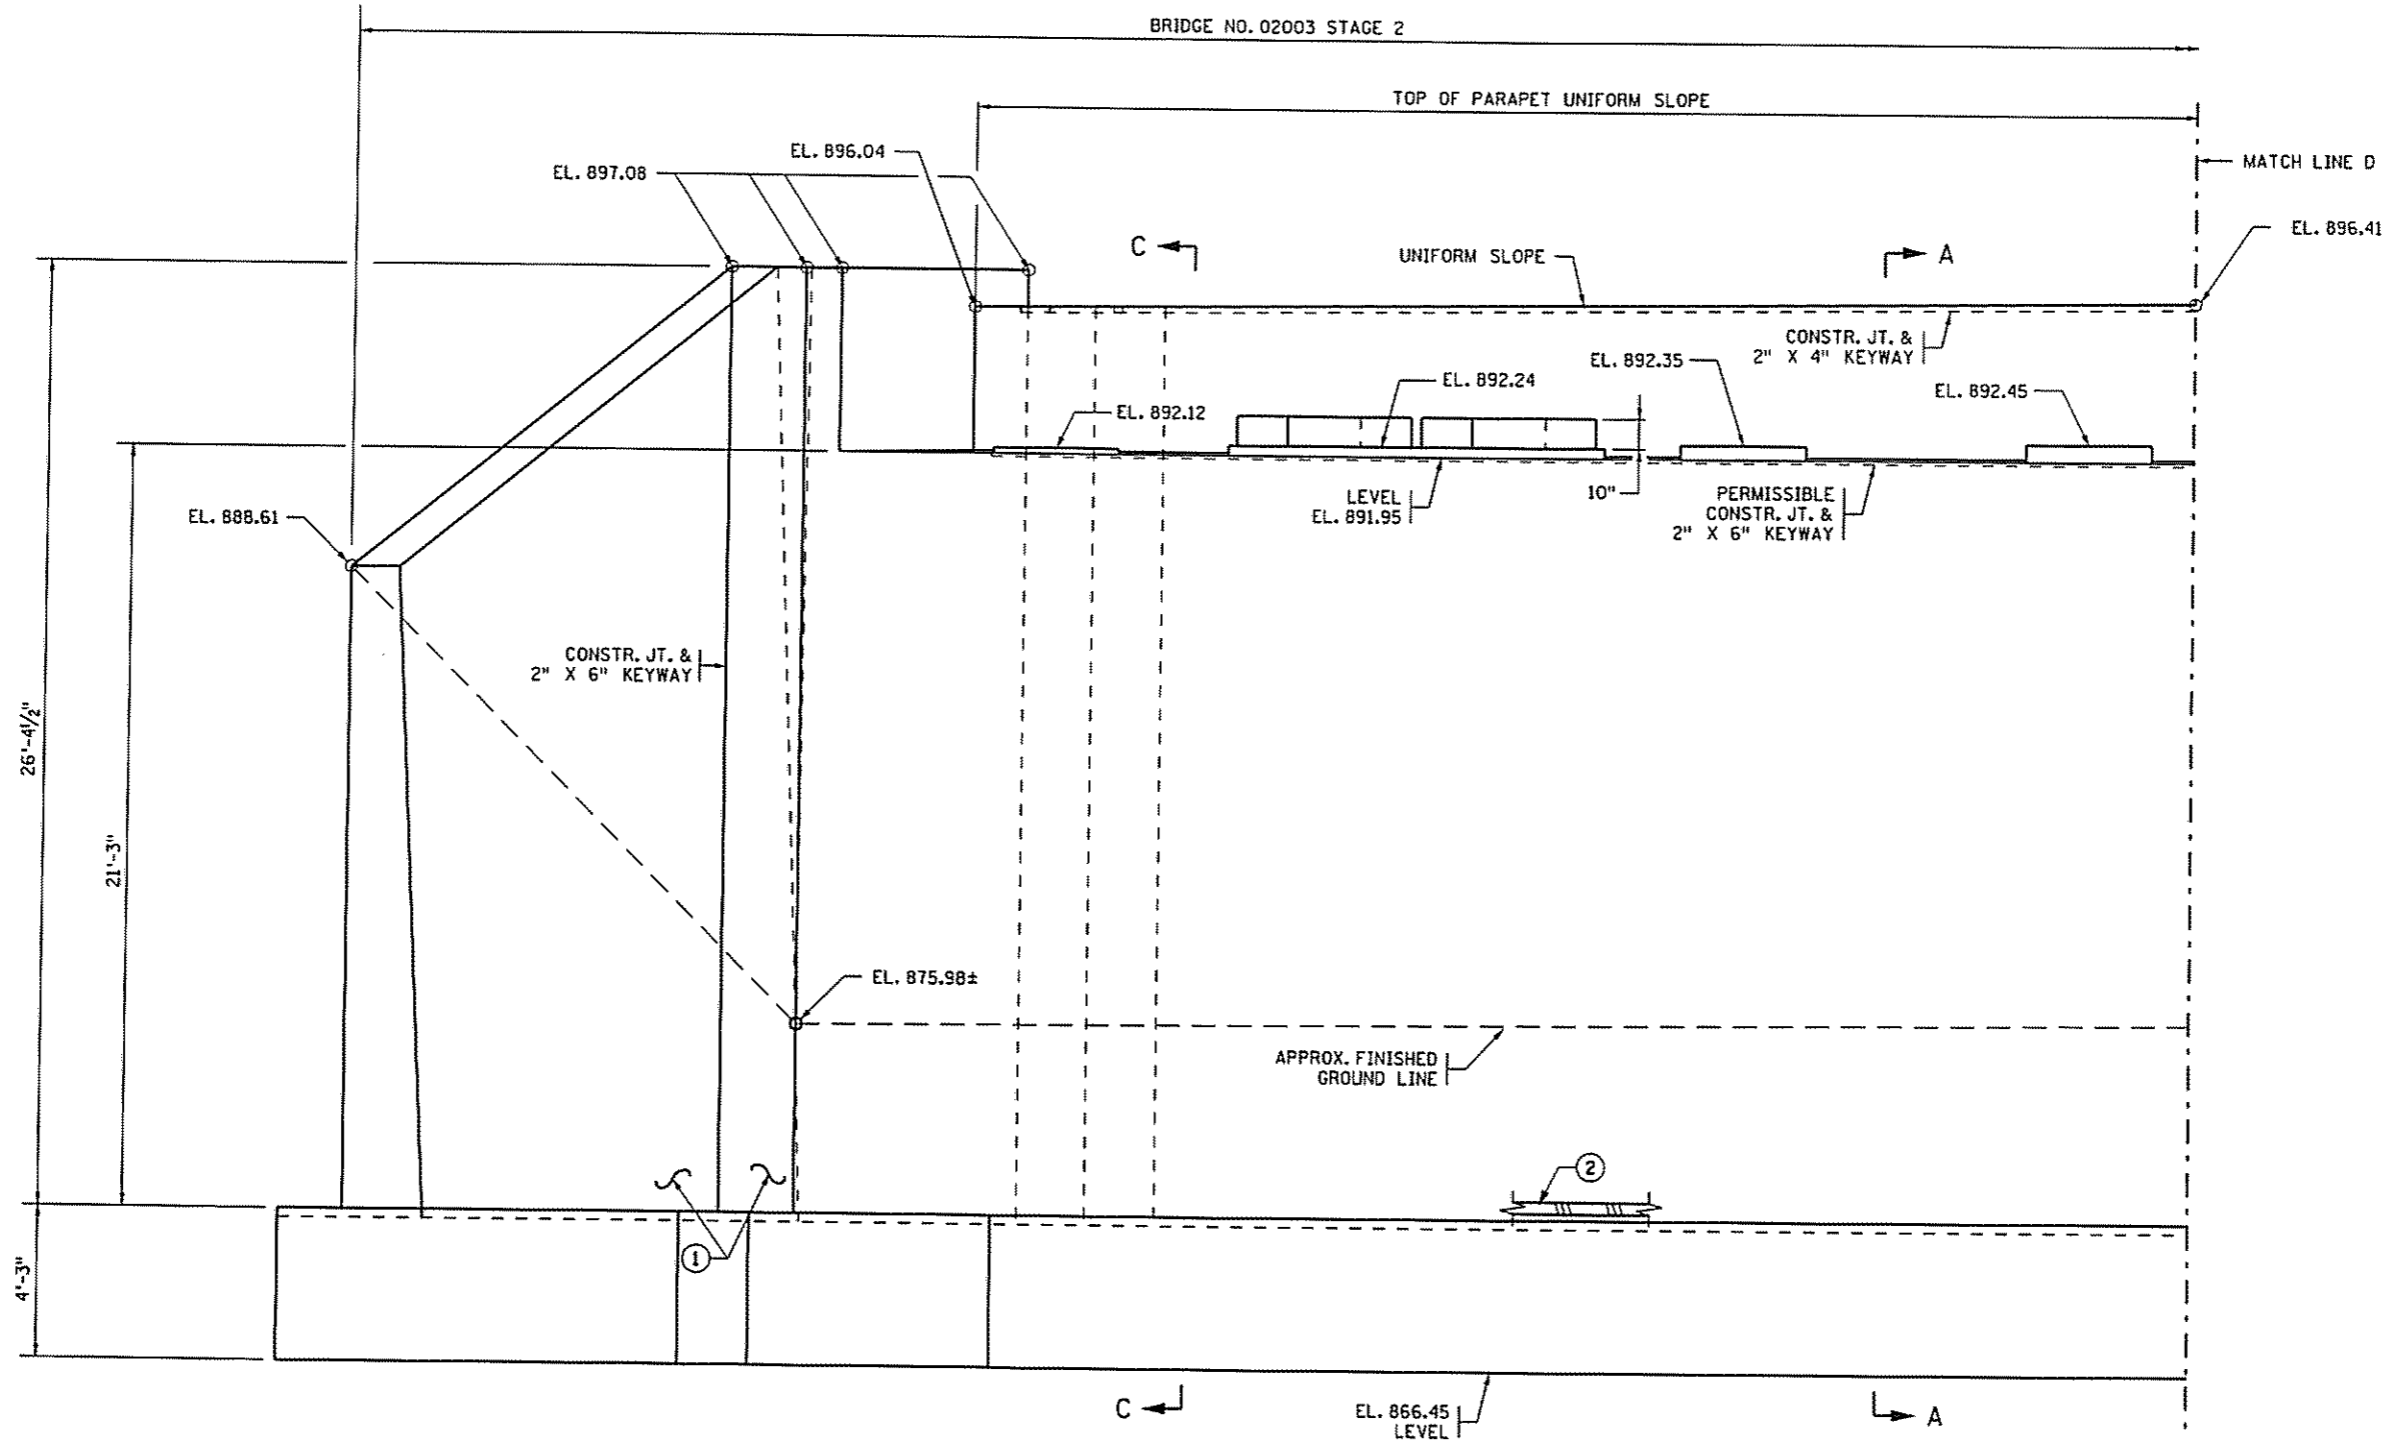 BRIDGE NO. 02003 STAGE 2
TOP OF PARAPET UNIFORM SLOPE
EL. 896.04
EL. 897.08
MATCH LINE D
EL. 896.41
C
UNIFORM SLOPE
A
CONSTR. JT. &
2" X 4" KEYWAY
EL. 892.35
EL. 892.24
EL. 892.45
EL. 892.12
LEVEL
EL. 891.95
10"
PERMISSIBLE
CONSTR. JT. &
2" X 6" KEYWAY
EL. 888.61
CONSTR. JT. &
2" X 6" KEYWAY
26'-4 1/2"
21'-3"
EL. 875.98±
APPROX. FINISHED
GROUND LINE
2
1
4'-3"
C
EL. 866.45
LEVEL
A